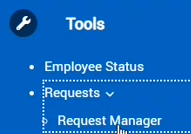 Tools
Employee Status
Requests
Request Manager